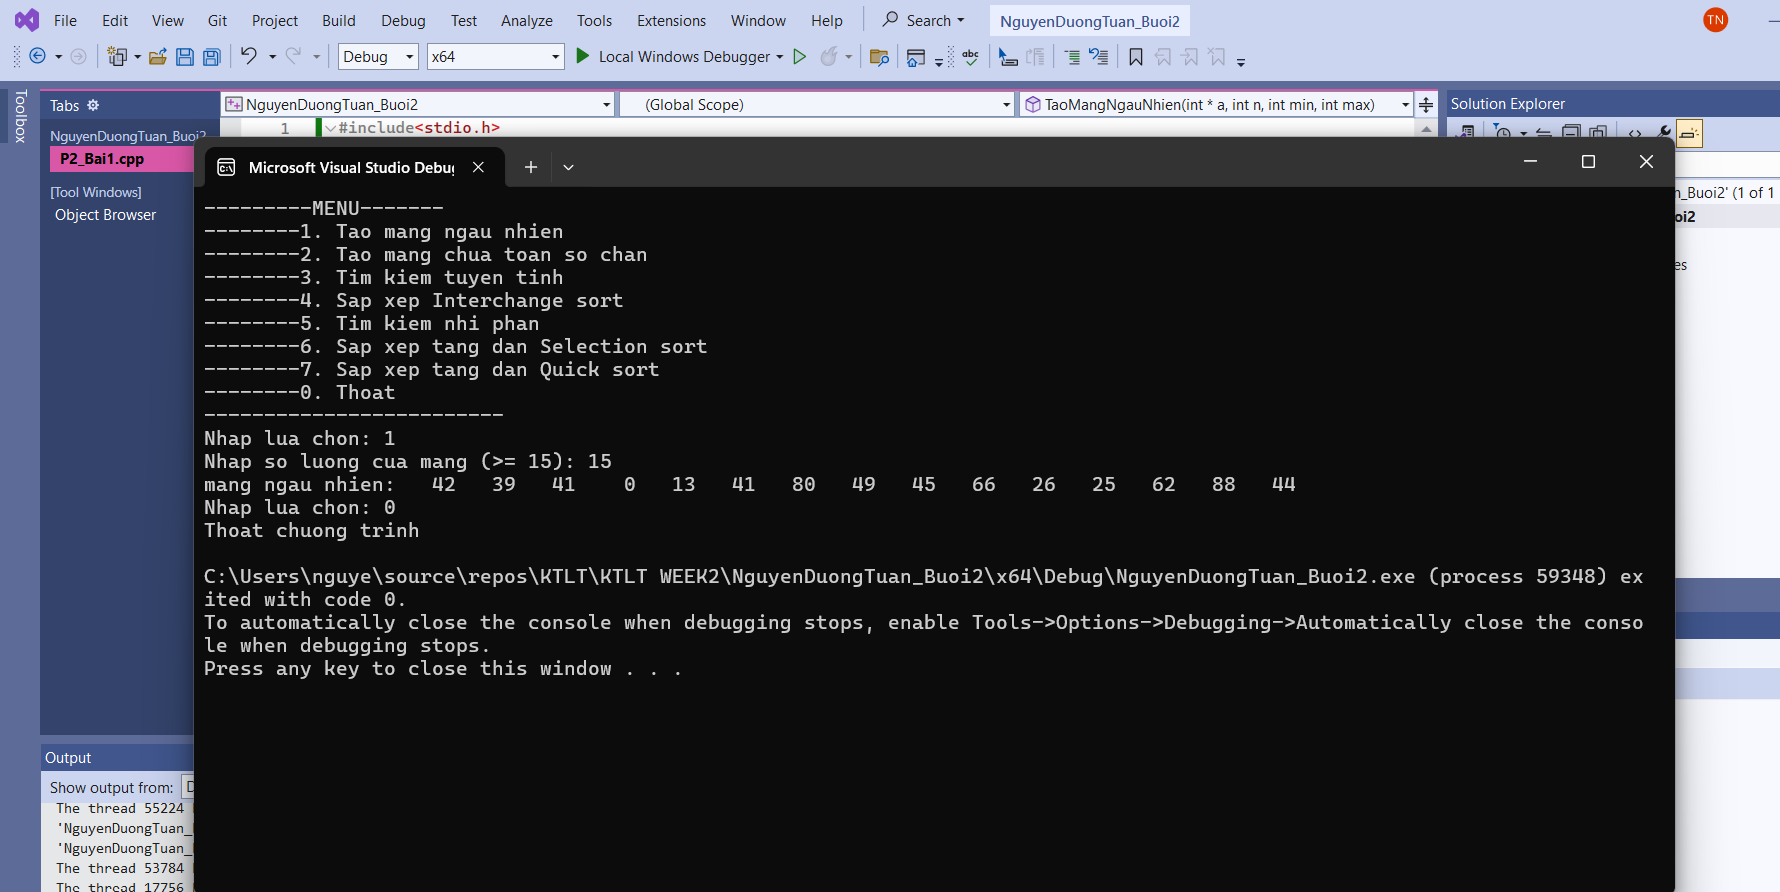 File Edit View Git Project Build Debug Test Analyze Tools Extensions Window Help Search NguyenDuongTuan_Buoi2 TN
Debug x64 Local Windows Debugger abc
Toolbox
Tabs
NguyenDuongTuan_Buoi2 (Global Scope) TaoMangNgauNhien(int * a, int n, int min, int max)
Solution Explorer
NguyenDuongTuan_Buoi2
1 #include<stdio.h>
P2_Bai1.cpp
[Tool Windows]
Object Browser
Microsoft Visual Studio Debu
_Buoi2' (1 of 1
oi2
es
---------MENU-------
--------1. Tao mang ngau nhien
--------2. Tao mang chua toan so chan
--------3. Tim kiem tuyen tinh
--------4. Sap xep Interchange sort
--------5. Tim kiem nhi phan
--------6. Sap xep tang dan Selection sort
--------7. Sap xep tang dan Quick sort
--------0. Thoat
-------------------------
Nhap lua chon: 1
Nhap so luong cua mang (>= 15): 15
mang ngau nhien:   42   39   41    0   13   41   80   49   45   66   26   25   62   88   44
Nhap lua chon: 0
Thoat chuong trinh
C:\Users\nguye\source\repos\KTLT\KTLT WEEK2\NguyenDuongTuan_Buoi2\x64\Debug\NguyenDuongTuan_Buoi2.exe (process 59348) ex
ited with code 0.
To automatically close the console when debugging stops, enable Tools->Options->Debugging->Automatically close the conso
le when debugging stops.
Press any key to close this window . . .
Output
Show output from: D
The thread 55224
'NguyenDuongTuan_
'NguyenDuongTuan_
The thread 53784
The thread 17756